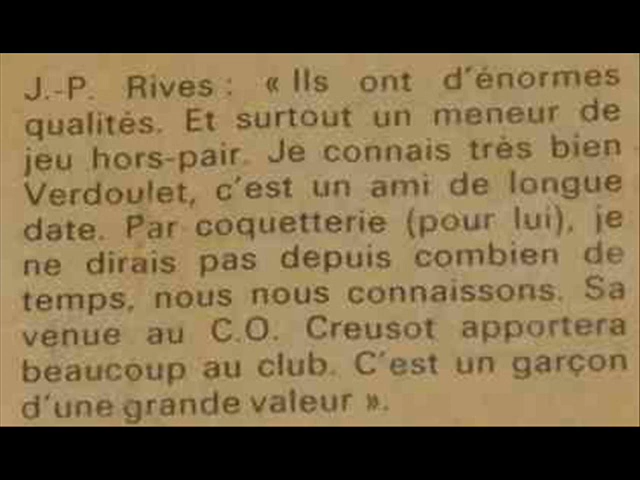 J.-P. Rives : « Ils ont d'énormes
qualités. Et surtout un meneur de
jeu hors-pair. Je connais très bien
Verdoulet, c'est un ami de longue
date. Par coquetterie (pour lui), je
ne dirais pas depuis combien de
temps, nous nous connaissons. Sa
venue au C.O. Creusot apportera
beaucoup au club. C'est un garçon
d'une grande valeur ».